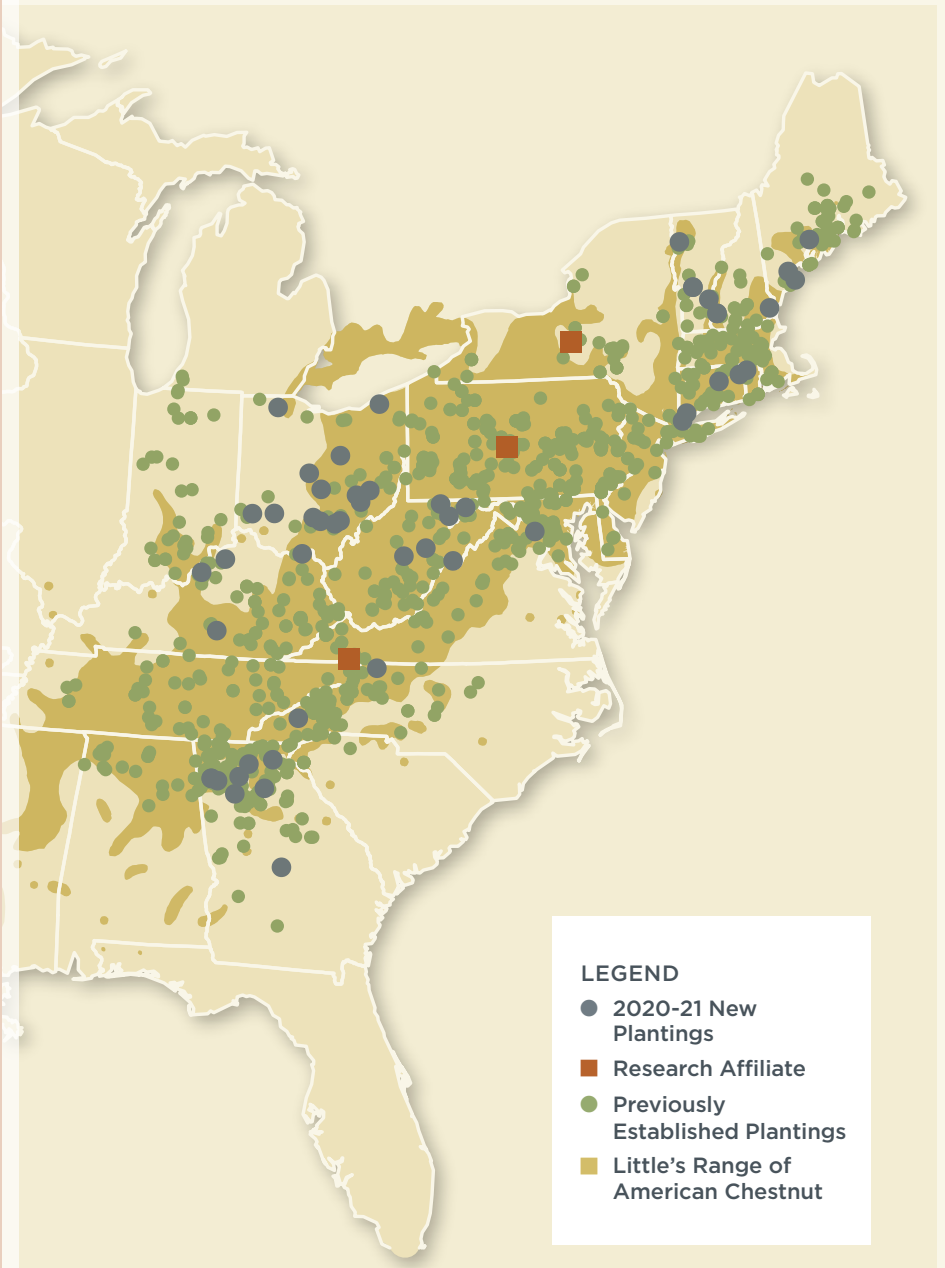 LEGEND
2020-21 New
Plantings
Research Affiliate
Previously
Established Plantings
Little's Range of
American Chestnut